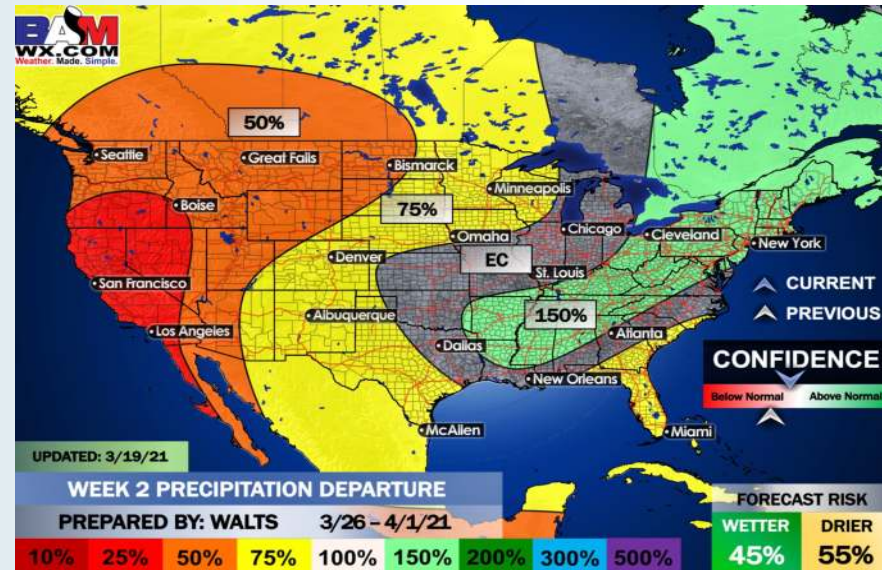 BAM
WX.COM
Weather. Made. Simple.
50%
Seattle
Great Falls
Bismarck
Minneapolis
Boise
75%
Omaha
Chicago
Cleveland
New York
Denver
EC
St. Louis
San Francisco
CURRENT
PREVIOUS
Albuquerque
150%
Los Angeles
Atlanta
Dallas
CONFIDENCE
New Orleans
Below Normal
Above Normal
McAllen
Miami
UPDATED: 3/19/21
WEEK 2 PRECIPITATION DEPARTURE
PREPARED BY: WALTS 3/26 – 4/1/21
FORECAST RISK
WETTER DRIER
45% 55%
10% 25% 50% 75% 100% 150% 200% 300% 500%